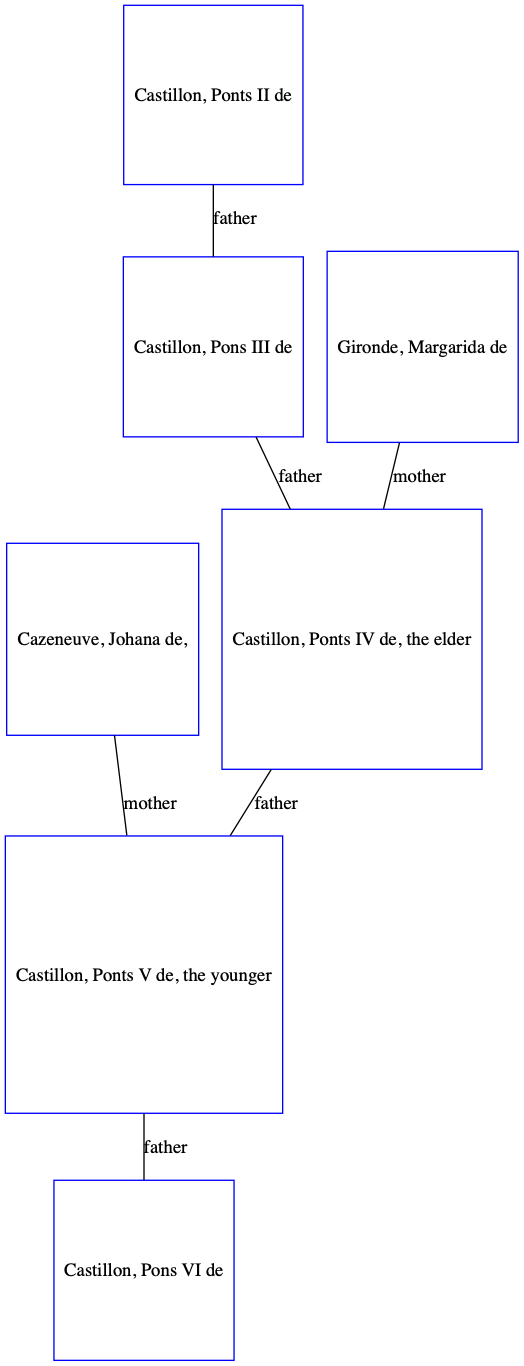 Castillon, Ponts II de
father
Castillon, Pons III de
Gironde, Margarida de
father
mother
Cazeneuve, Johana de,
Castillon, Ponts IV de, the elder
mother
father
Castillon, Ponts V de, the younger
father
Castillon, Pons VI de